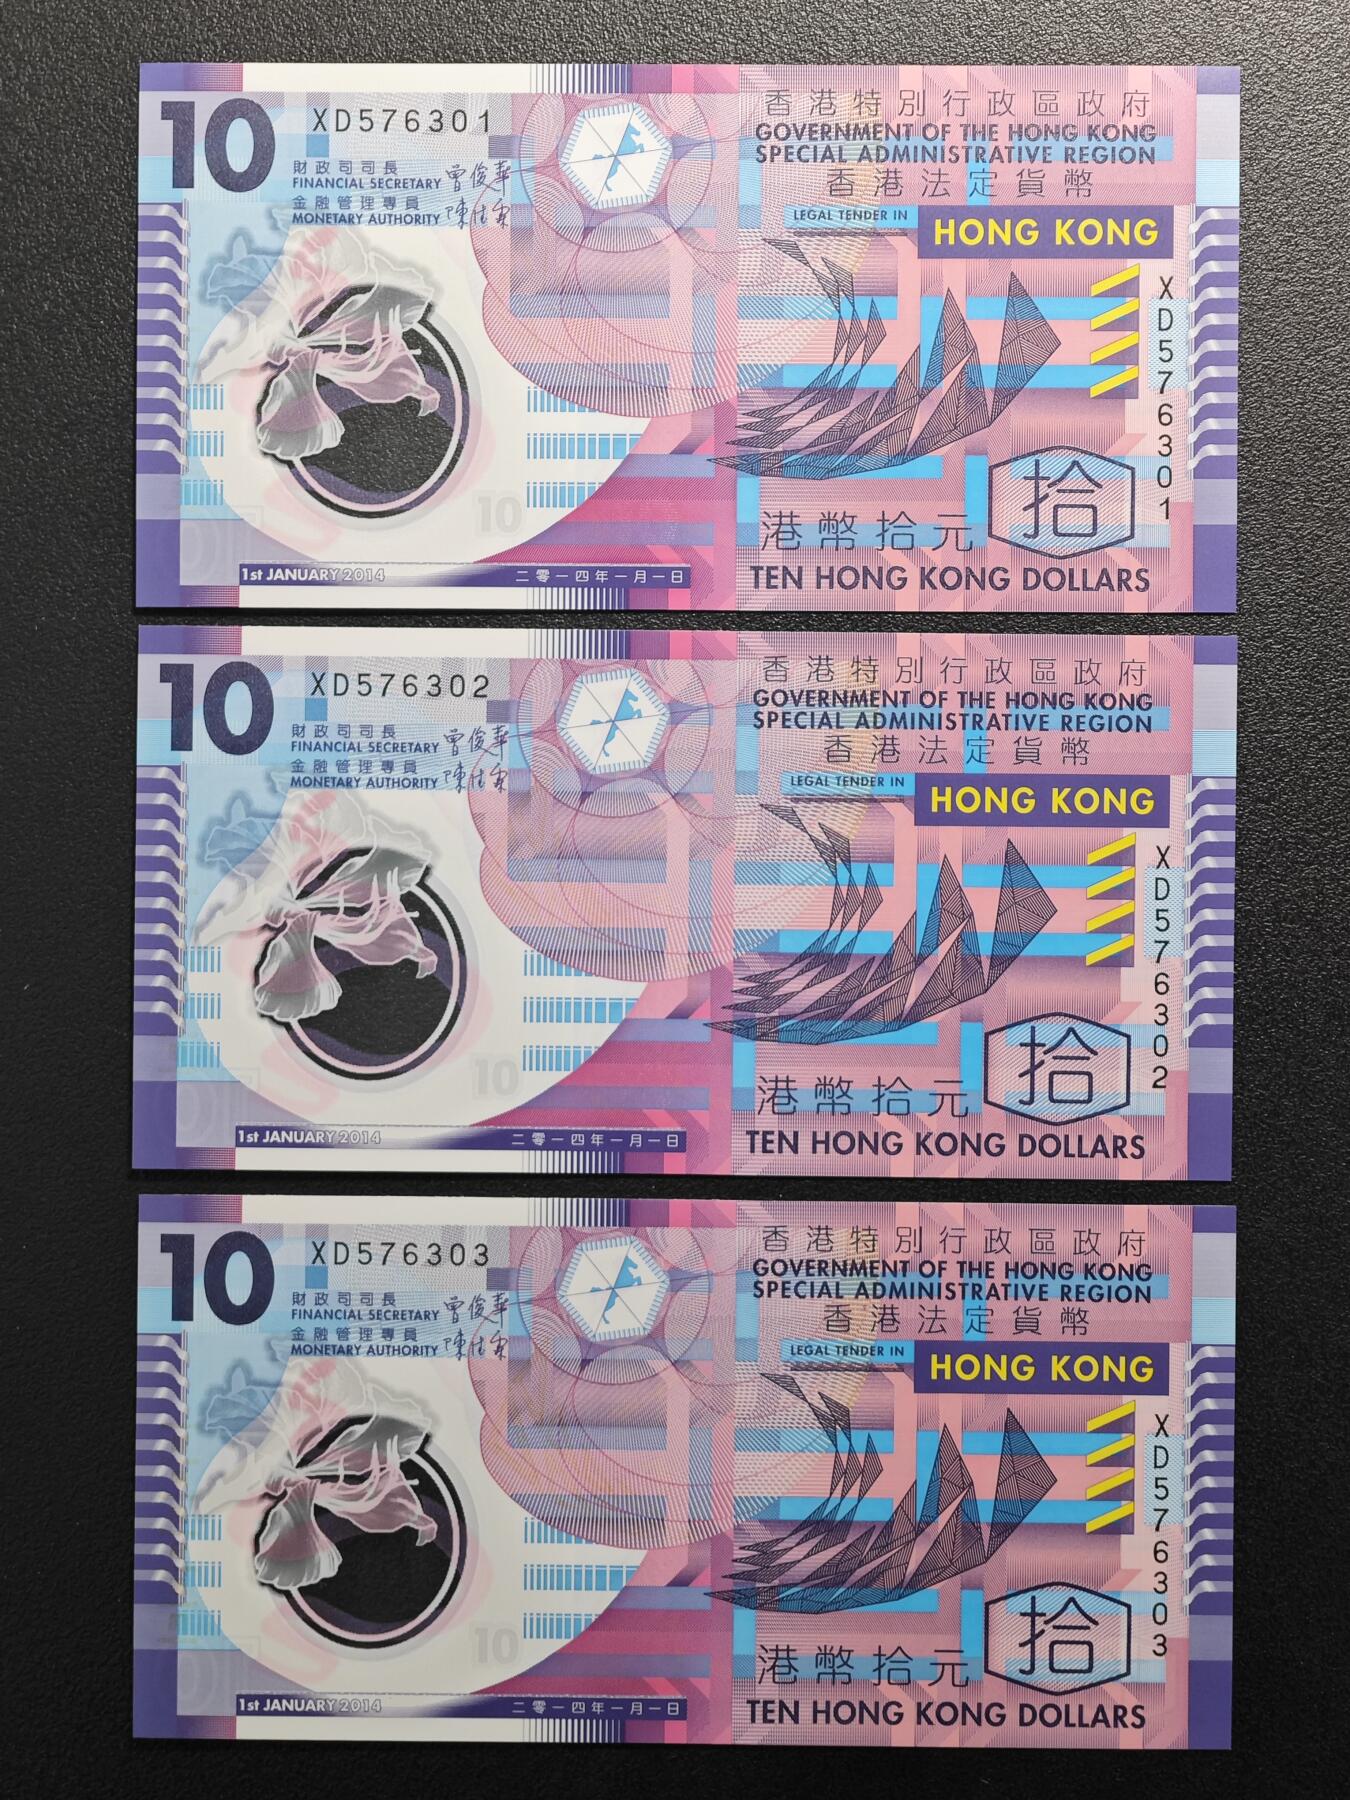 10
XD576301
財政司司長
FINANCIAL SECRETARY
金融管理專員
MONETARY AUTHORITY
香港特別行政區政府
GOVERNMENT OF THE HONG KONG
SPECIAL ADMINISTRATIVE REGION
香港法定貨幣
LEGAL TENDER IN
HONG KONG
XD576301
10
拾
港幣拾元
TEN HONG KONG DOLLARS
1st JANUARY 2014
二零一四年一月一日
10
XD576302
財政司司長
FINANCIAL SECRETARY
金融管理專員
MONETARY AUTHORITY
香港特別行政區政府
GOVERNMENT OF THE HONG KONG
SPECIAL ADMINISTRATIVE REGION
香港法定貨幣
LEGAL TENDER IN
HONG KONG
XD576302
10
拾
港幣拾元
TEN HONG KONG DOLLARS
1st JANUARY 2014
二零一四年一月一日
10
XD576303
財政司司長
FINANCIAL SECRETARY
金融管理專員
MONETARY AUTHORITY
香港特別行政區政府
GOVERNMENT OF THE HONG KONG
SPECIAL ADMINISTRATIVE REGION
香港法定貨幣
LEGAL TENDER IN
HONG KONG
XD576303
10
拾
港幣拾元
TEN HONG KONG DOLLARS
1st JANUARY 2014
二零一四年一月一日